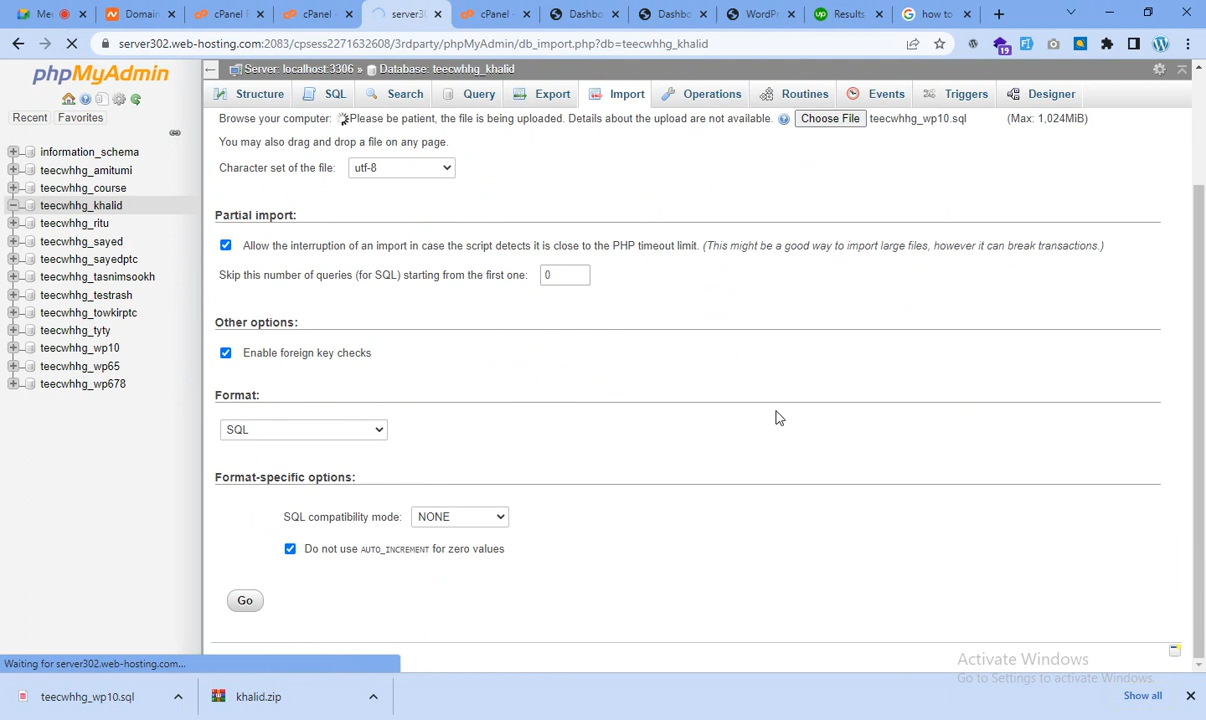 Me
Domain
cPanel F
cPanel -
server3
cPanel -
Dashbo
Dashbo
WordPr
Results
how to
server302.web-hosting.com:2083/cpsess2271632608/3rdparty/phpMyAdmin/db_import.php?db=teecwhhg_khalid
19
phpMyAdmin
Recent Favorites
information_schema
teecwhhg_amitumi
teecwhhg_course
teecwhhg_khalid
teecwhhg_ritu
teecwhhg_sayed
teecwhhg_sayedptc
teecwhhg_tasnimsookh
teecwhhg_testrash
teecwhhg_towkirptc
teecwhhg_tyty
teecwhhg_wp10
teecwhhg_wp65
teecwhhg_wp678
Server: localhost:3306 » Database: teecwhhg_khalid
Structure SQL Search Query Export Import Operations Routines Events Triggers Designer
Browse your computer: Please be patient, the file is being uploaded. Details about the upload are not available. Choose File teecwhhg_wp10.sql (Max: 1,024MiB)
You may also drag and drop a file on any page.
Character set of the file: utf-8
Partial import:
Allow the interruption of an import in case the script detects it is close to the PHP timeout limit. (This might be a good way to import large files, however it can break transactions.)
Skip this number of queries (for SQL) starting from the first one: 0
Other options:
Enable foreign key checks
Format:
SQL
Format-specific options:
SQL compatibility mode: NONE
Do not use AUTO_INCREMENT for zero values
Go
Activate Windows
Go to Settings to activate Windows.
Waiting for server302.web-hosting.com...
teecwhhg_wp10.sql
khalid.zip
Show all